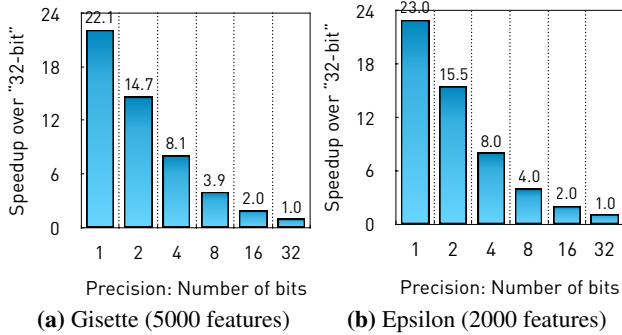 Speedup over "32-bit"
24
18
12
6
0
22.1
14.7
8.1
3.9
2.0
1.0
1 2 4 8 16 32
Precision: Number of bits
(a) Gisette (5000 features)
Speedup over "32-bit"
24
18
12
6
0
23.0
15.5
8.0
4.0
2.0
1.0
1 2 4 8 16 32
Precision: Number of bits
(b) Epsilon (2000 features)